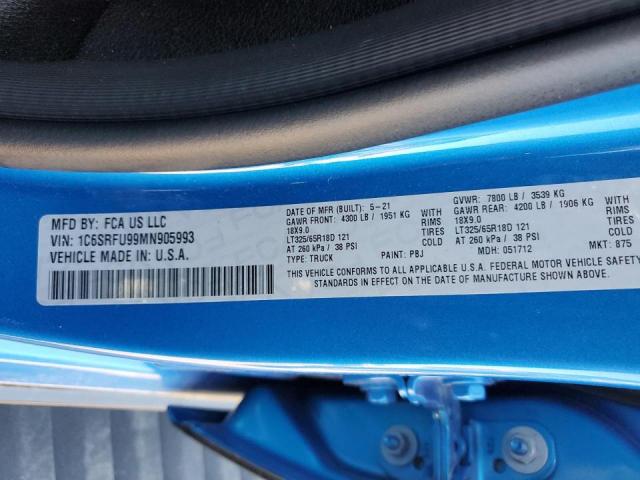 MFD BY: FCA US LLC
VIN: 1C6SRFU99MN905993
VEHICLE MADE IN: U.S.A.
DATE OF MFR (BUILT): 5-21
GAWR FRONT: 4300 LB / 1951 KG WITH
18X9.0 RIMS
LT325/65R18D 121 TIRES
AT 260 kPa / 38 PSI COLD
TYPE: TRUCK PAINT: PBJ
GVWR: 7800 LB / 3539 KG
GAWR REAR: 4200 LB / 1906 KG WITH
18X9.0 RIMS
LT325/65R18D 121 TIRES
AT 260 kPa / 38 PSI COLD
MDH: 051712 MKT: 875
THIS VEHICLE CONFORMS TO ALL APPLICABLE U.S.A. FEDERAL MOTOR VEHICLE SAFETY
STANDARDS IN EFFECT ON THE DATE OF MANUFACTURE SHOWN ABOVE.